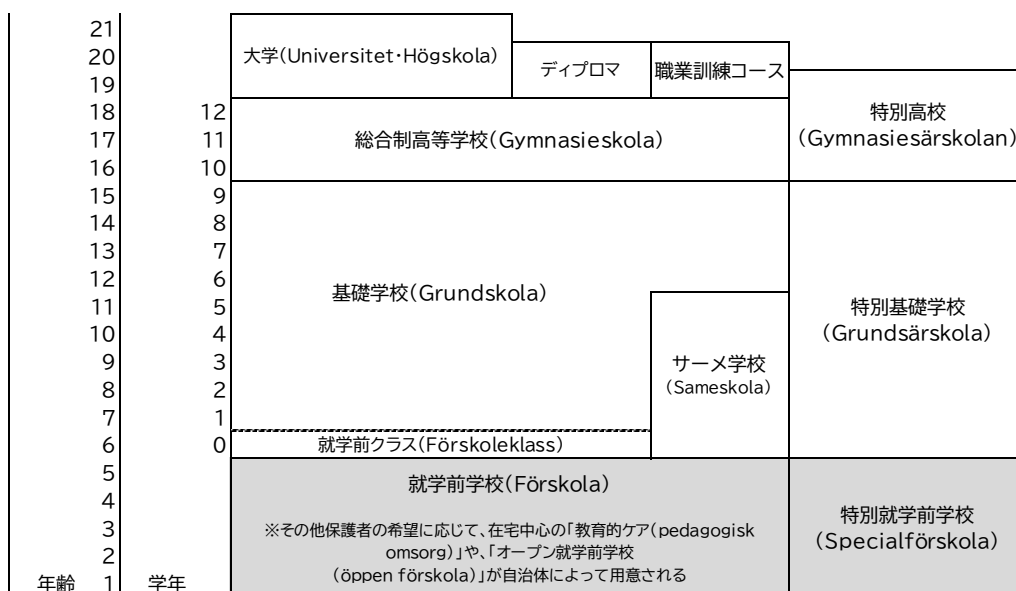 21
20
19
18 12
17 11
16 10
15 9
14 8
13 7
12 6
11 5
10 4
9 3
8 2
7 1
6 0
5
4
3
2
年齢 1 学年
大学(Universitet・Högskola)
ディプロマ
職業訓練コース
総合制高等学校(Gymnasieskola)
特別高校
(Gymnasiesärskolan)
基礎学校(Grundskola)
サーメ学校
(Sameskola)
特別基礎学校
(Grundsärskola)
就学前クラス(Förskoleklass)
就学前学校(Förskola)
※その他保護者の希望に応じて、在宅中心の「教育的ケア(pedagogisk
omsorg)」や、「オープン就学前学校
(öppen förskola)」が自治体によって用意される
特別就学前学校
(Specialförskola)